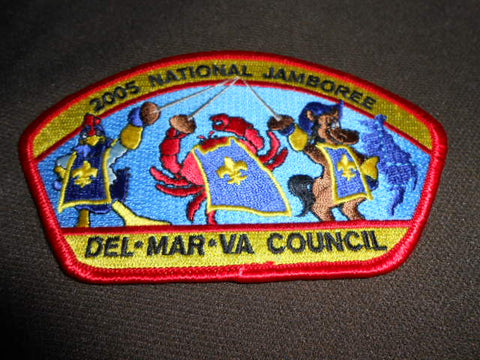 2005 NATIONAL JAMBOREE
DEL•MAR•VA COUNCIL